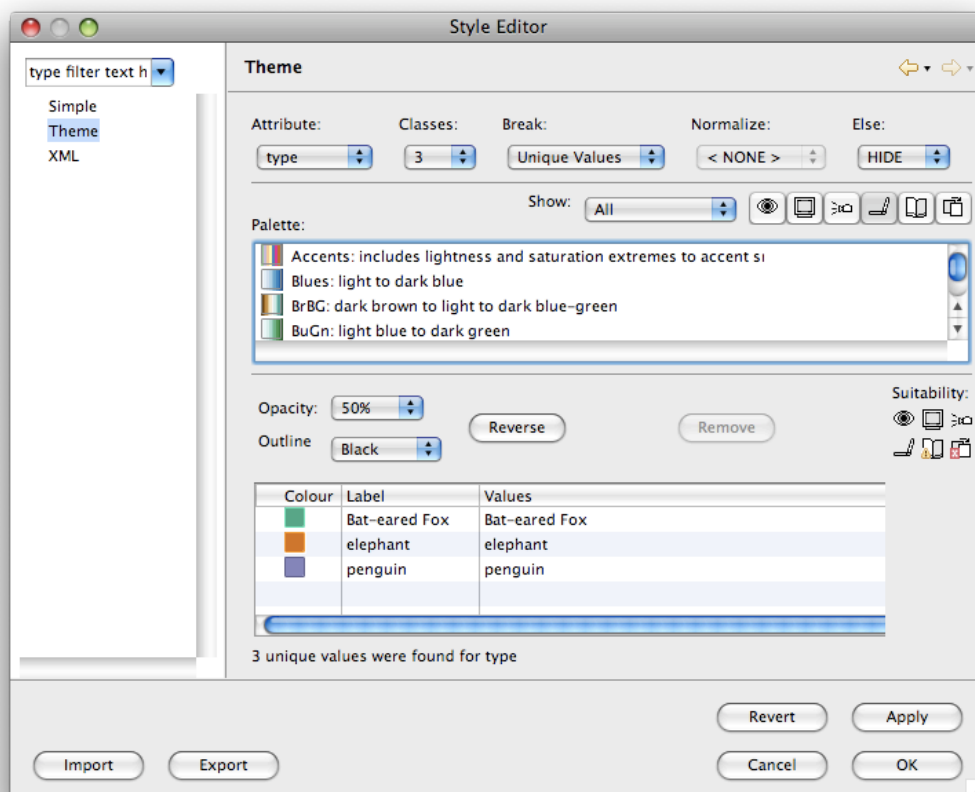 Style Editor
type filter text h
Simple
Theme
XML
Theme
Attribute: Classes: Break: Normalize: Else:
type 3 Unique Values < NONE > HIDE
Show: All
Palette:
Accents: includes lightness and saturation extremes to accent
Blues: light to dark blue
BrBG: dark brown to light to dark blue-green
BuGn: light blue to dark green
Opacity: 50%
Outline Black
Reverse
Remove
Suitability:
Colour Label Values
Bat-eared Fox Bat-eared Fox
elephant elephant
penguin penguin
3 unique values were found for type
Revert Apply
Import Export Cancel OK